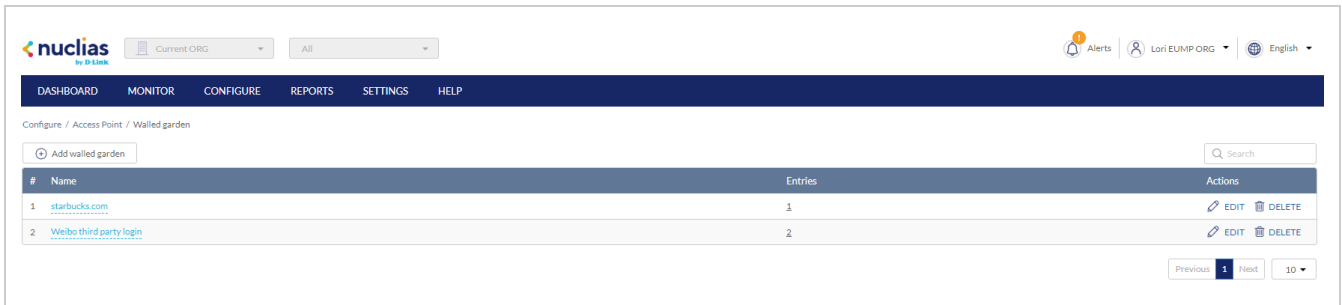 nuclias
by D-Link
Current ORG
All
!
Alerts
Lori EUMP ORG
English
DASHBOARD MONITOR CONFIGURE REPORTS SETTINGS HELP
Configure / Access Point / Walled garden
Add walled garden
Search
# Name Entries Actions
1 starbucks.com 1 EDIT DELETE
2 Weibo third party login 2 EDIT DELETE
Previous 1 Next 10